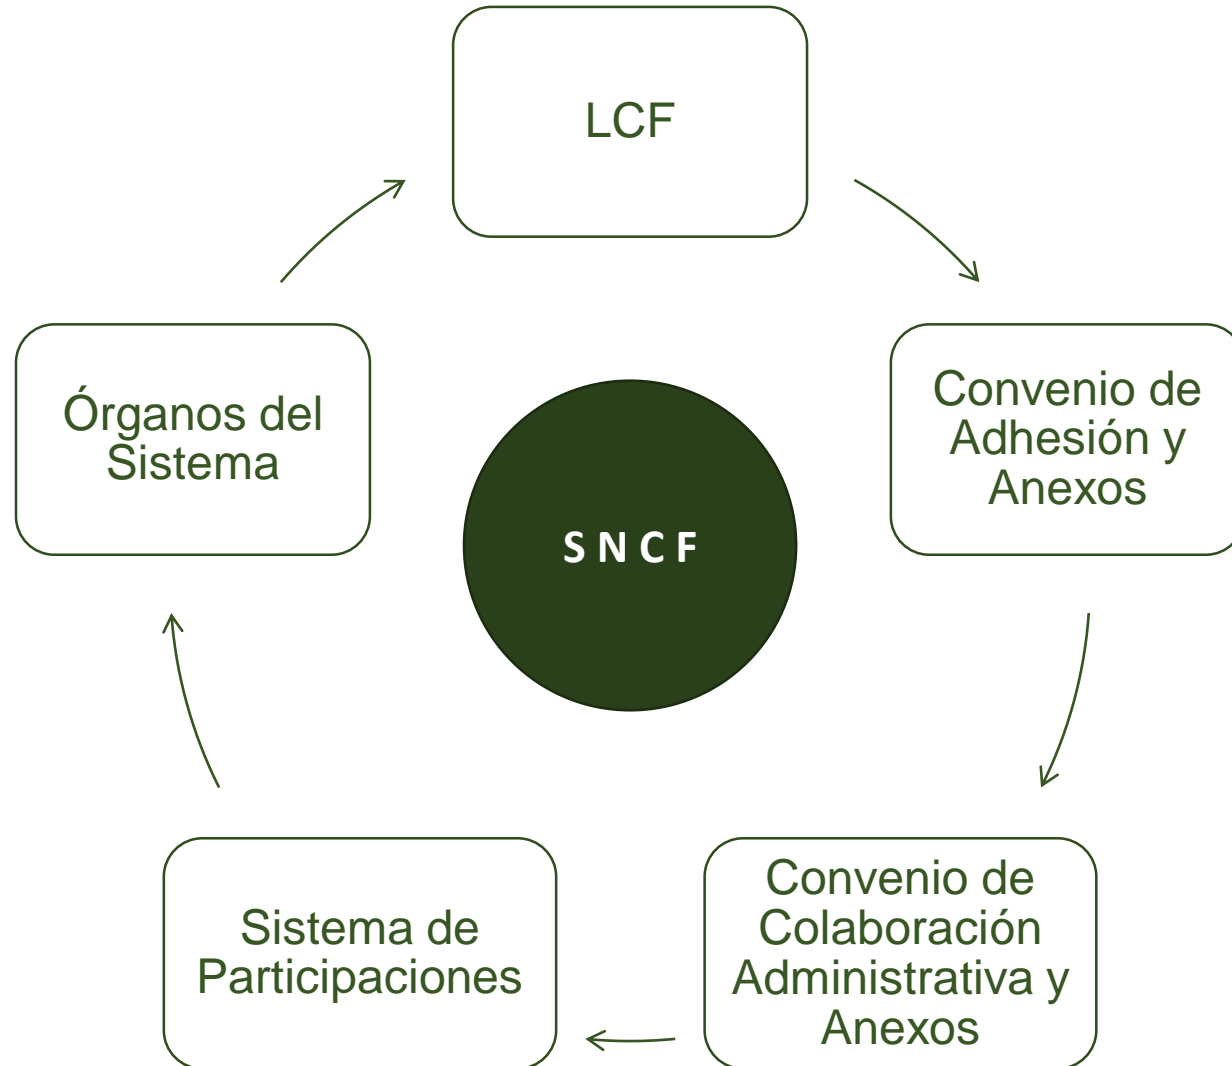 LCF
Convenio de
Adhesión y
Anexos
Convenio de
Colaboración
Administrativa y
Anexos
Sistema de
Participaciones
Órganos del
Sistema
S N C F